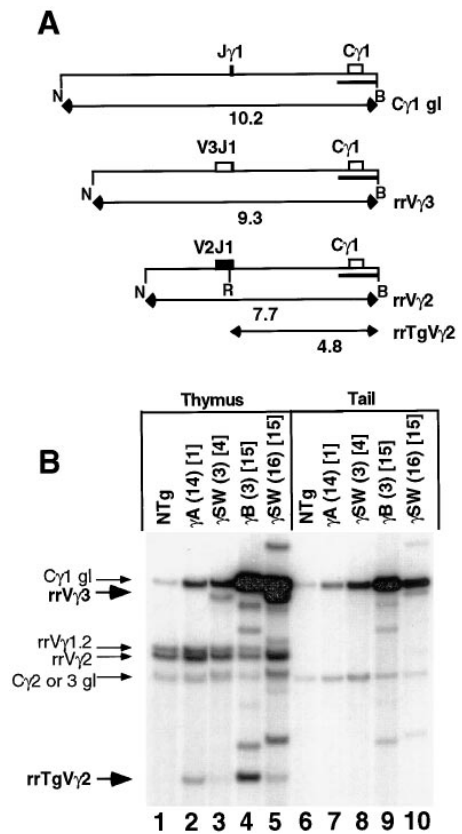 A
Jγ1 Cγ1
N B Cγ1 gl
10.2
V3J1 Cγ1
N B rrVγ3
9.3
V2J1 Cγ1
N R B rrVγ2
7.7
rrTgVγ2
4.8
Thymus Tail
B
NTg γA (14) [1] γSW (3) [4] γB (3) [15] γSW (16) [15] NTg γA (14) [1] γSW (3) [4] γB (3) [15] γSW (16) [15]
Cγ1 gl
rrVγ3
rrVγ1.2
rrVγ2
Cγ2 or 3 gl
rrTgVγ2
1 2 3 4 5 6 7 8 9 10